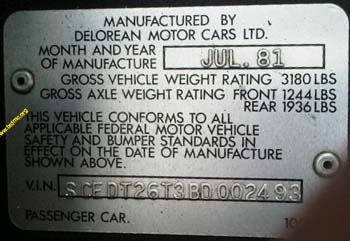 MANUFACTURED BY
DELOREAN MOTOR CARS LTD.
MONTH AND YEAR
OF MANUFACTURE JUL. 81
GROSS VEHICLE WEIGHT RATING 3180 LBS
GROSS AXLE WEIGHT RATING FRONT 1244 LBS
REAR 1936 LBS
THIS VEHICLE CONFORMS TO ALL
APPLICABLE FEDERAL MOTOR VEHICLE
SAFETY AND BUMPER STANDARDS IN
EFFECT ON THE DATE OF MANUFACTURE
SHOWN ABOVE.
V.I.N. SCEDT26T3BD002493
PASSENGER CAR.